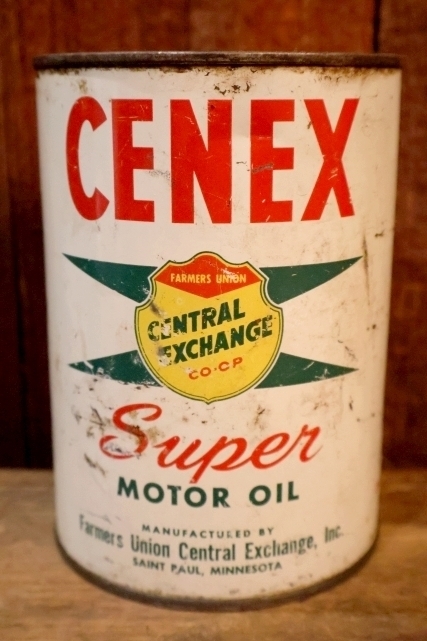 CENEX
FARMERS UNION
CENTRAL
EXCHANGE
CO-OP
Super
MOTOR OIL
MANUFACTURED BY
Farmers Union Central Exchange, Inc.
SAINT PAUL, MINNESOTA